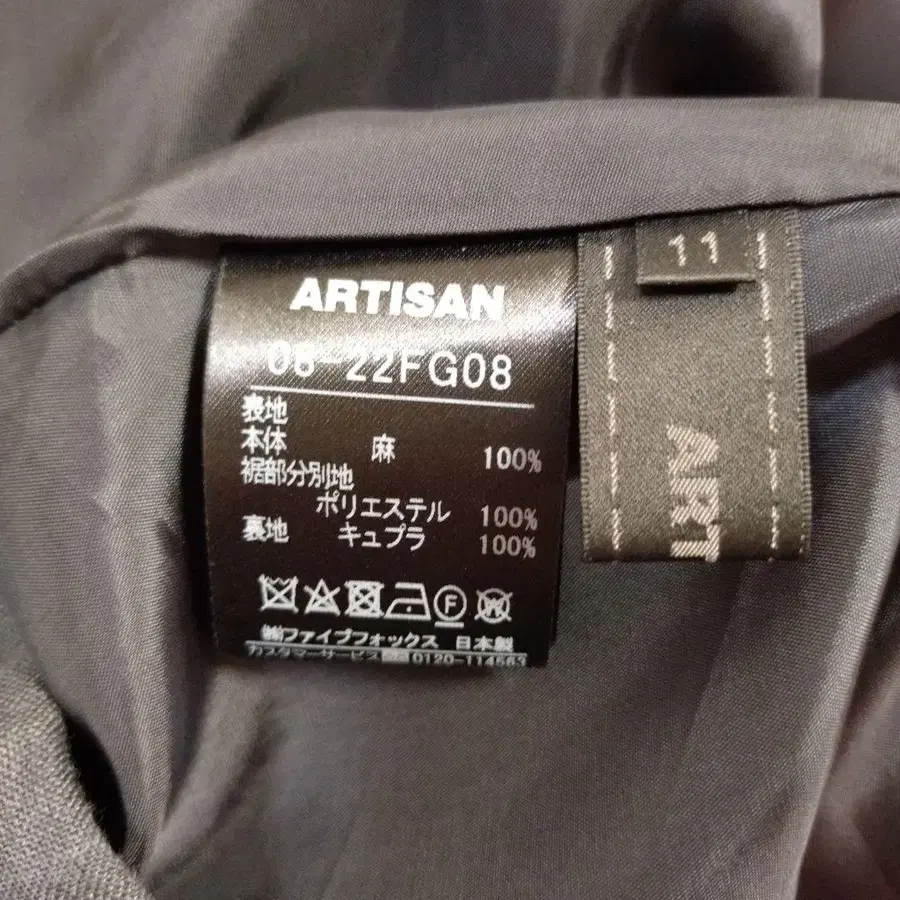 ARTISAN
08-22FG08
表地
本体 麻 100%
裾部分別地
ポリエステル 100%
裏地 キュプラ 100%
F W
㈱ファイブフォックス 日本製
カスタマーサービス 0120-114563
11
ART